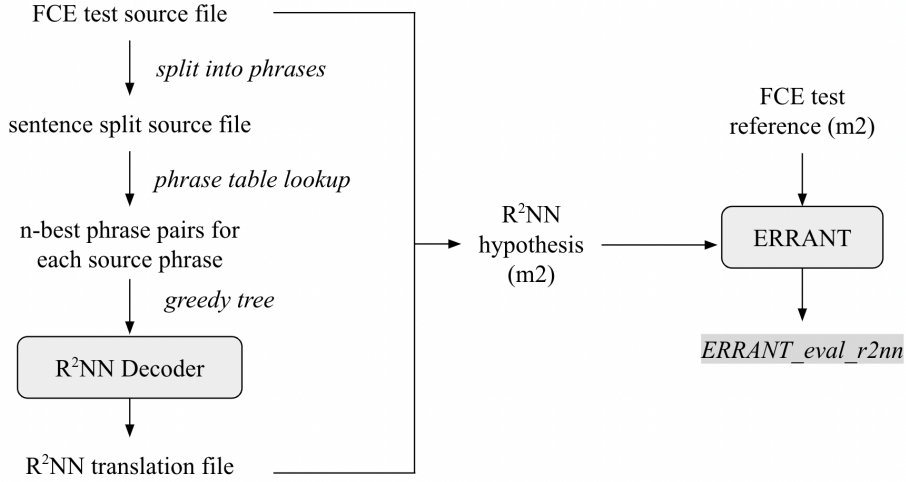 FCE test source file
split into phrases
sentence split source file
phrase table lookup
n-best phrase pairs for
each source phrase
greedy tree
R²NN Decoder
R²NN translation file
R²NN
hypothesis
(m2)
FCE test
reference (m2)
ERRANT
ERRANT_eval_r2nn